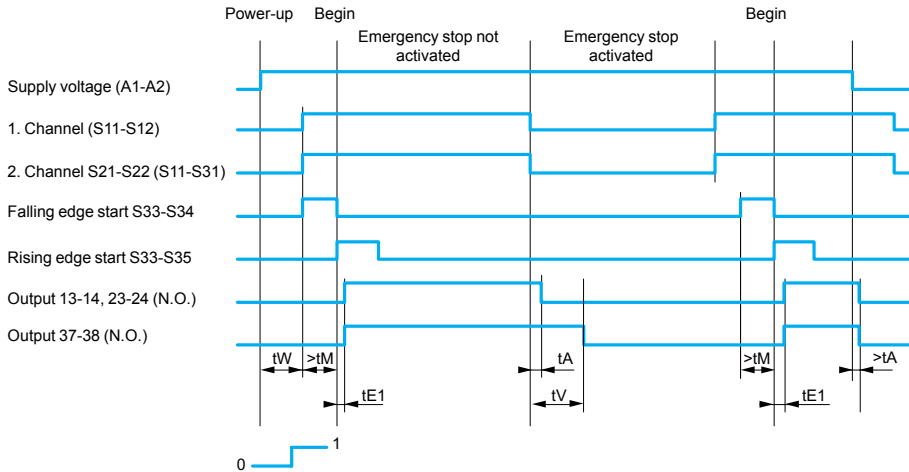 Power-up Begin Begin
Emergency stop not Emergency stop
activated activated
Supply voltage (A1-A2)
1. Channel (S11-S12)
2. Channel S21-S22 (S11-S31)
Falling edge start S33-S34
Rising edge start S33-S35
Output 13-14, 23-24 (N.O.)
Output 37-38 (N.O.)
tW >tM tA >tM >tA
tE1 tV tE1
1
0